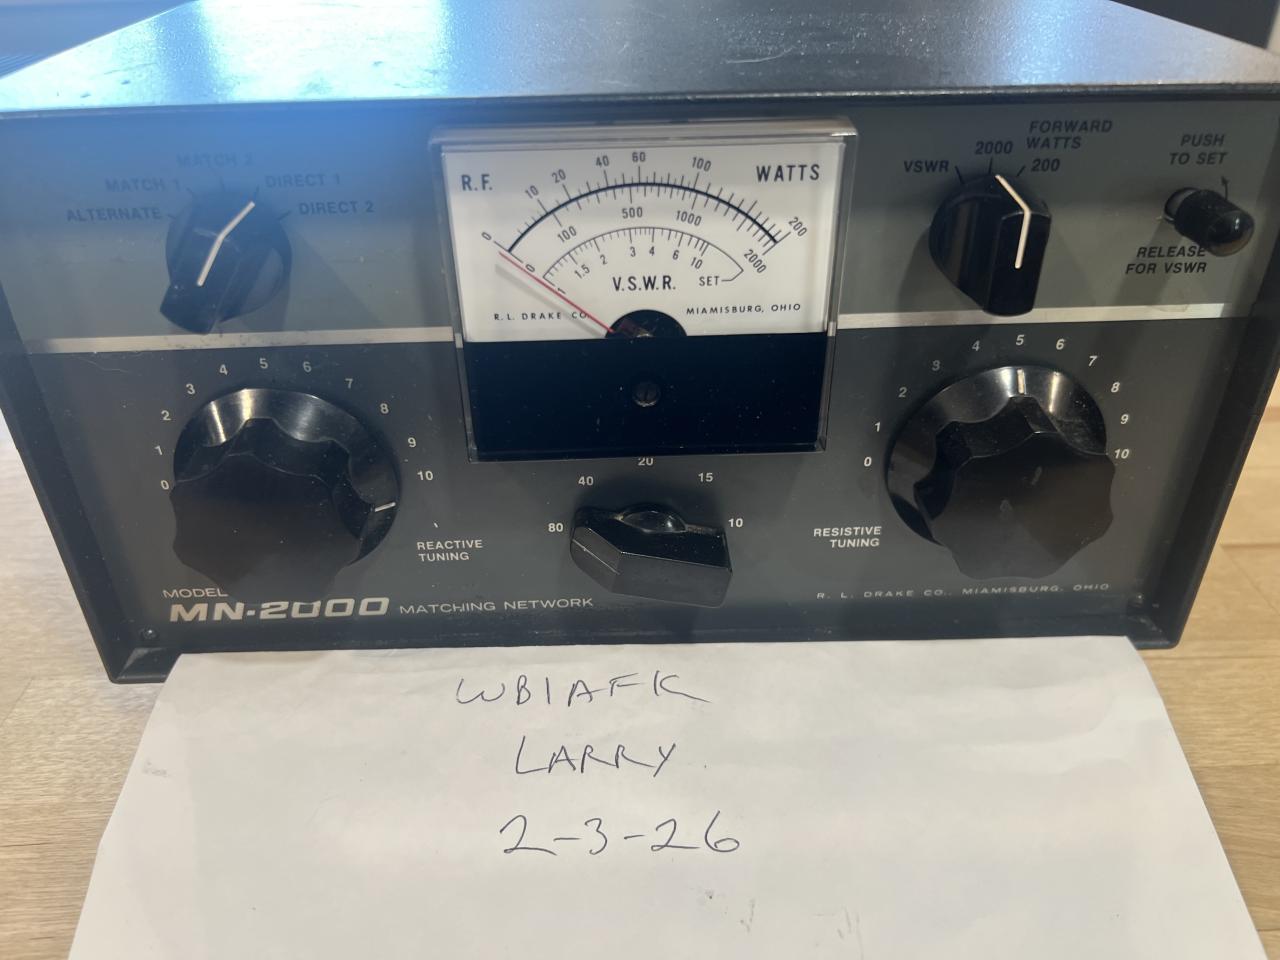 MATCH 2
MATCH 1
DIRECT 1
ALTERNATE
DIRECT 2
R.F.
WATTS
0 10 20 40 60 100 200
0 100 500 1000 2000
1 1.5 2 3 4 6 10 SET
V.S.W.R.
R. L. DRAKE CO
MIAMISBURG, OHIO
FORWARD
WATTS
VSWR 2000 200
PUSH
TO SET
RELEASE
FOR VSWR
0 1 2 3 4 5 6 7 8 9 10
REACTIVE
TUNING
80 40 20 15 10
0 1 2 3 4 5 6 7 8 9 10
RESISTIVE
TUNING
MODEL
MN-2000 MATCHING NETWORK
R. L. DRAKE CO., MIAMISBURG, OHIO
WB1AFK
LARRY
2-3-26